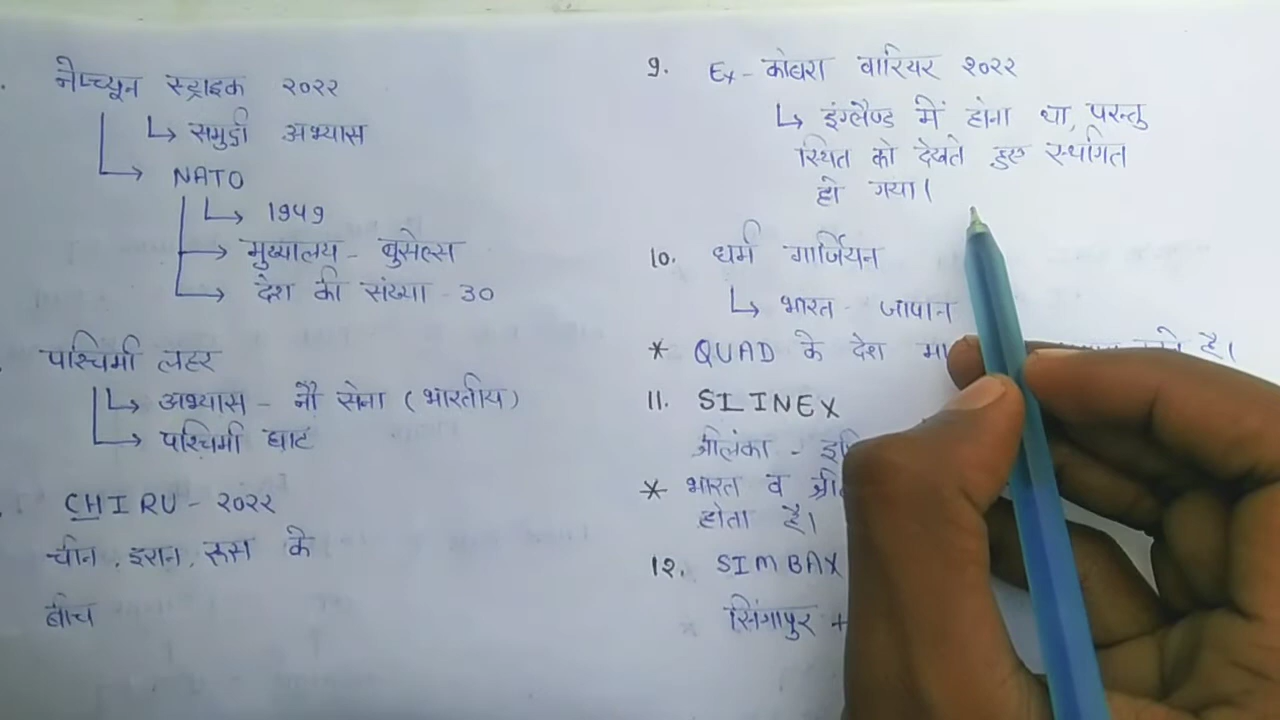 नेप्च्यून स्ट्राइक २०२२
समुद्री अभ्यास
NATO
1949
मुख्यालय - ब्रुसेल्स
देश की संख्या - 30
पश्चिमी लहर
अभ्यास - नौ सेना (भारतीय)
पश्चिमी घाट
CHIRU - २०२२
चीन, इरान, रूस के
बीच
9. Ex - कोबरा वारियर २०२२
इंग्लैण्ड में होना था, परन्तु
स्थित को देखते हुए स्थगित
हो गया।
10. धर्म गार्जियन
भारत - जापान
* QUAD के देश है।
11. SLINEX
श्रीलंका -
* भारत व
होता है।
12. SIMBAX
सिंगापुर +